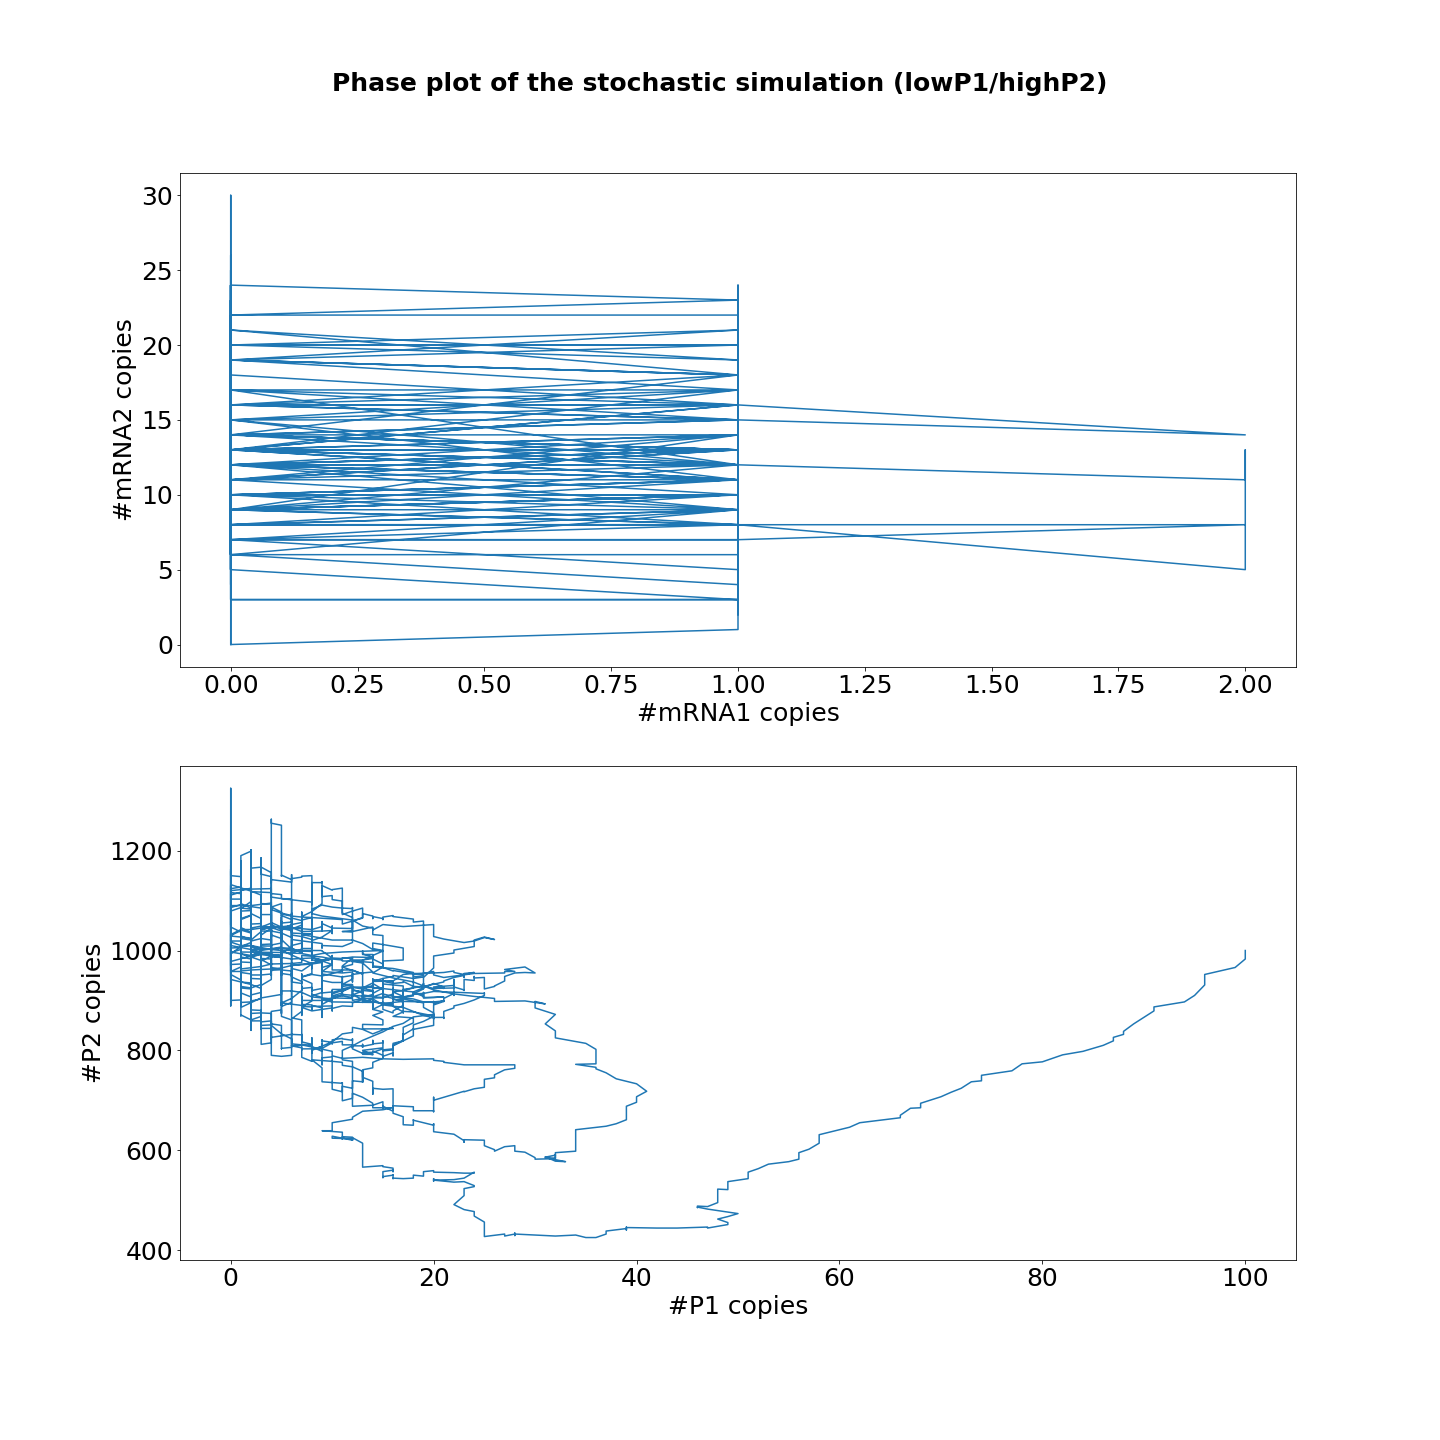 Phase plot of the stochastic simulation (lowP1/highP2)
30
25
20
15
10
5
0
#mRNA2 copies
0.00 0.25 0.50 0.75 1.00 1.25 1.50 1.75 2.00
#mRNA1 copies
1200
1000
800
600
400
#P2 copies
0 20 40 60 80 100
#P1 copies